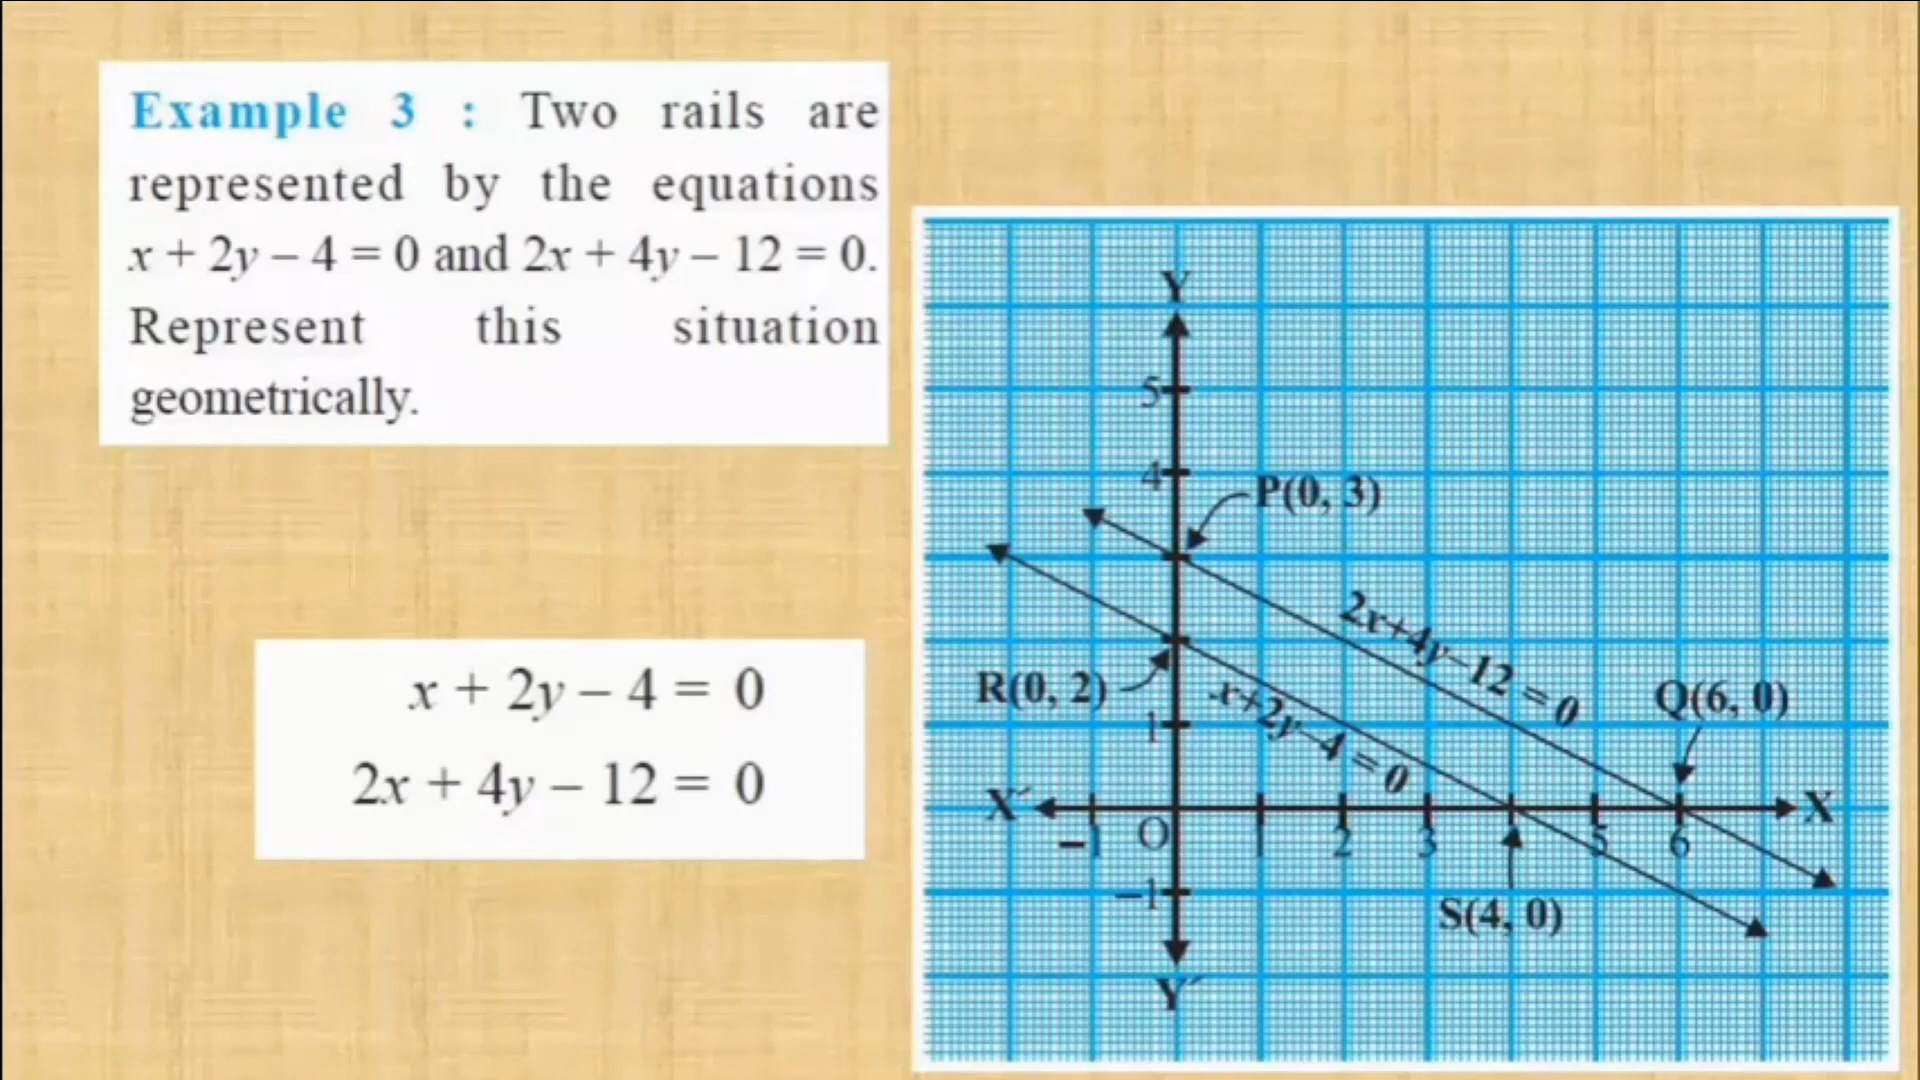 Example 3 : Two rails are
represented by the equations
x + 2y – 4 = 0 and 2x + 4y – 12 = 0.
Represent this situation
geometrically.
x + 2y – 4 = 0
2x + 4y – 12 = 0
Y
5
4
P(0, 3)
2x+4y–12 = 0
R(0, 2)
x+2y–4 = 0
Q(6, 0)
1
X′
X
–1
O
1
2
3
5
6
–1
S(4, 0)
Y′